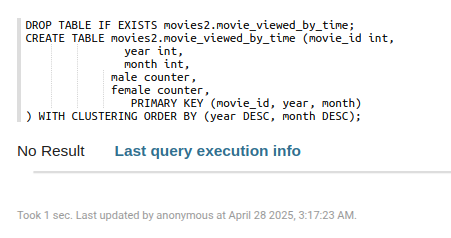 DROP TABLE IF EXISTS movies2.movie_viewed_by_time;
CREATE TABLE movies2.movie_viewed_by_time (movie_id int,
year int,
month int,
male counter,
female counter,
PRIMARY KEY (movie_id, year, month)
) WITH CLUSTERING ORDER BY (year DESC, month DESC);
No Result Last query execution info
Took 1 sec. Last updated by anonymous at April 28 2025, 3:17:23 AM.